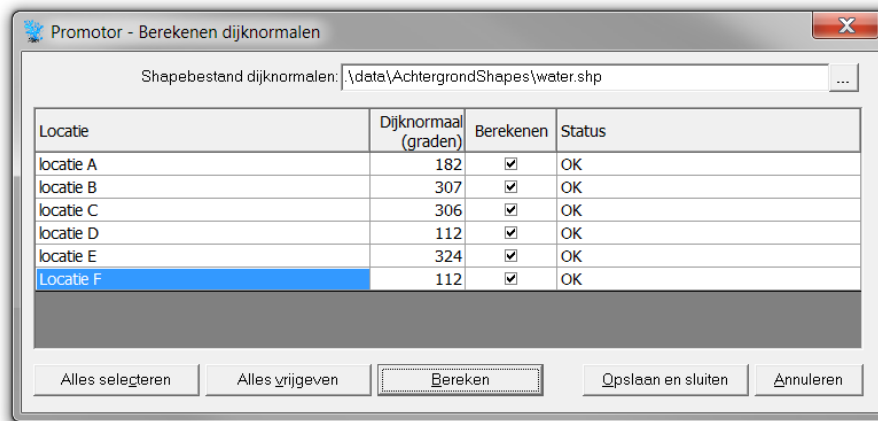 Promotor - Berekenen dijknormalen
Shapebestand dijknormalen: .\data\AchtergrondShapes\water.shp ...
Locatie Dijknormaal (graden) Berekenen Status
locatie A 182 OK
locatie B 307 OK
locatie C 306 OK
locatie D 112 OK
locatie E 324 OK
Locatie F 112 OK
Alles selecteren Alles vrijgeven Bereken Opslaan en sluiten Annuleren